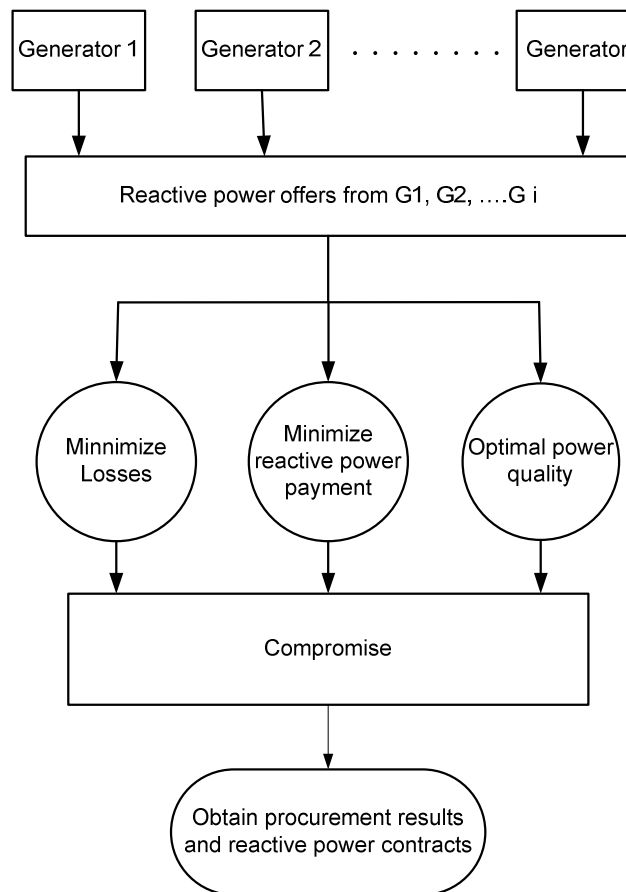 Generator 1
Generator 2
. . . . . . . .
Generator
Reactive power offers from G1, G2, ....G i
Minnimize
Losses
Minimize
reactive power
payment
Optimal power
quality
Compromise
Obtain procurement results
and reactive power contracts